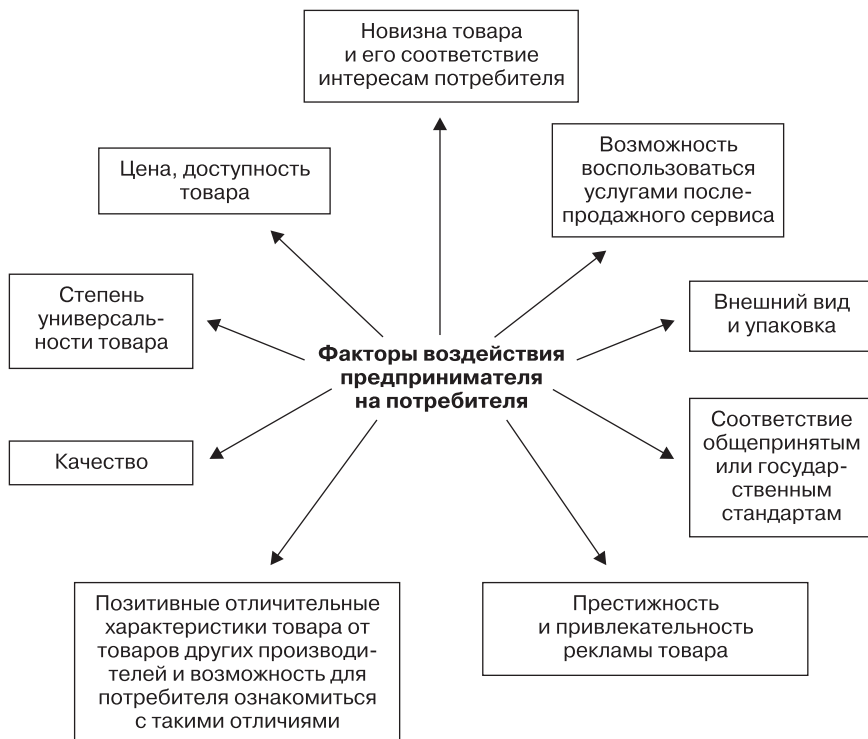 Новизна товара
и его соответствие
интересам потребителя
Возможность
воспользоваться
услугами после-
продажного сервиса
Цена, доступность
товара
Степень
универсаль-
ности товара
Внешний вид
и упаковка
Факторы воздействия
предпринимателя
на потребителя
Качество
Соответствие
общепринятым
или государ-
ственным
стандартам
Позитивные отличительные
характеристики товара от
товаров других производи-
телей и возможность для
потребителя ознакомиться
с такими отличиями
Престижность
и привлекательность
рекламы товара